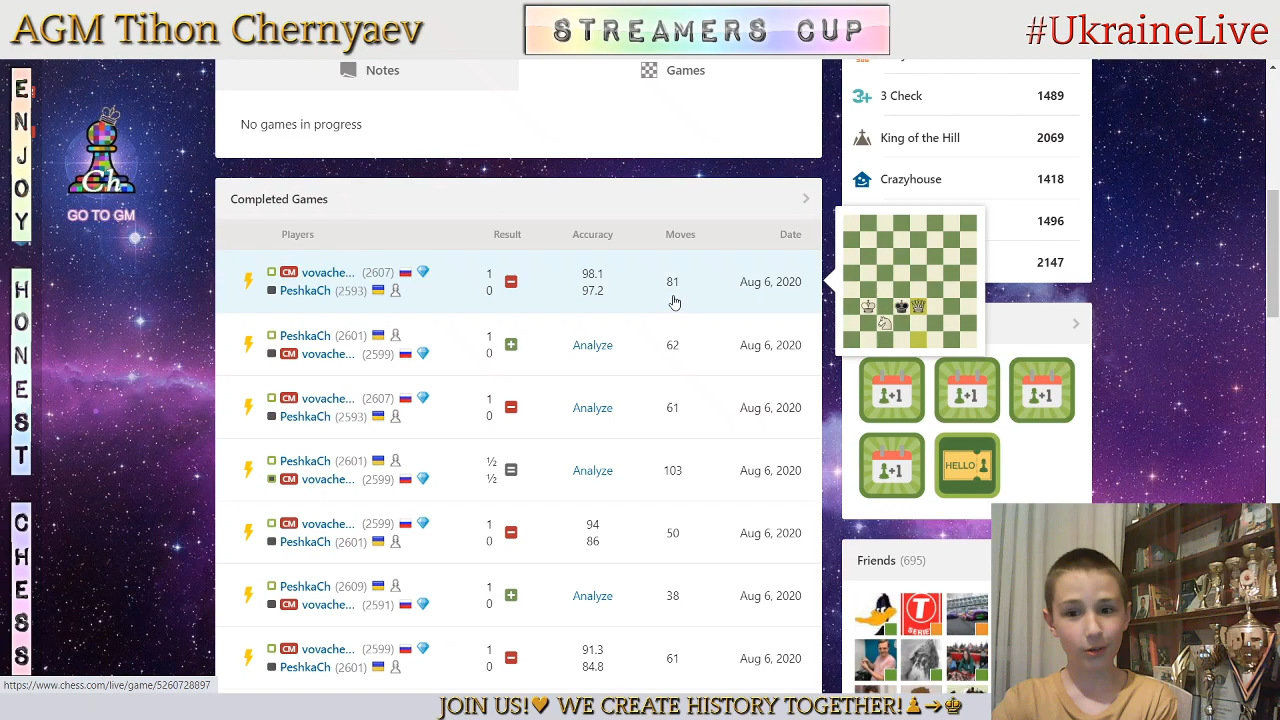 AGM Tihon Chernyaev
STREAMERS CUP
#UkraineLive
ENJOY
HONEST
CHESS
Ch
GO TO GM
Notes
Games
No games in progress
Completed Games
Players Result Accuracy Moves Date
CM vovache... (2607) 1 98.1 81 Aug 6, 2020
PeshkaCh (2593) 0 97.2
PeshkaCh (2601) 1 Analyze 62 Aug 6, 2020
CM vovache... (2599) 0
CM vovache... (2607) 1 Analyze 61 Aug 6, 2020
PeshkaCh (2593) 0
PeshkaCh (2601) ½ Analyze 103 Aug 6, 2020
CM vovache... (2599) ½
CM vovache... (2599) 1 94 50 Aug 6, 2020
PeshkaCh (2601) 0 86
PeshkaCh (2609) 1 Analyze 38 Aug 6, 2020
CM vovache... (2591) 0
CM vovache... (2599) 1 91.3 61 Aug 6, 2020
PeshkaCh (2601) 0 84.8
3+ 3 Check 1489
King of the Hill 2069
Crazyhouse 1418
1496
2147
+1
+1
+1
+1
HELLO
Friends (695)
T
SERIE
JOIN US! WE CREATE HISTORY TOGETHER!